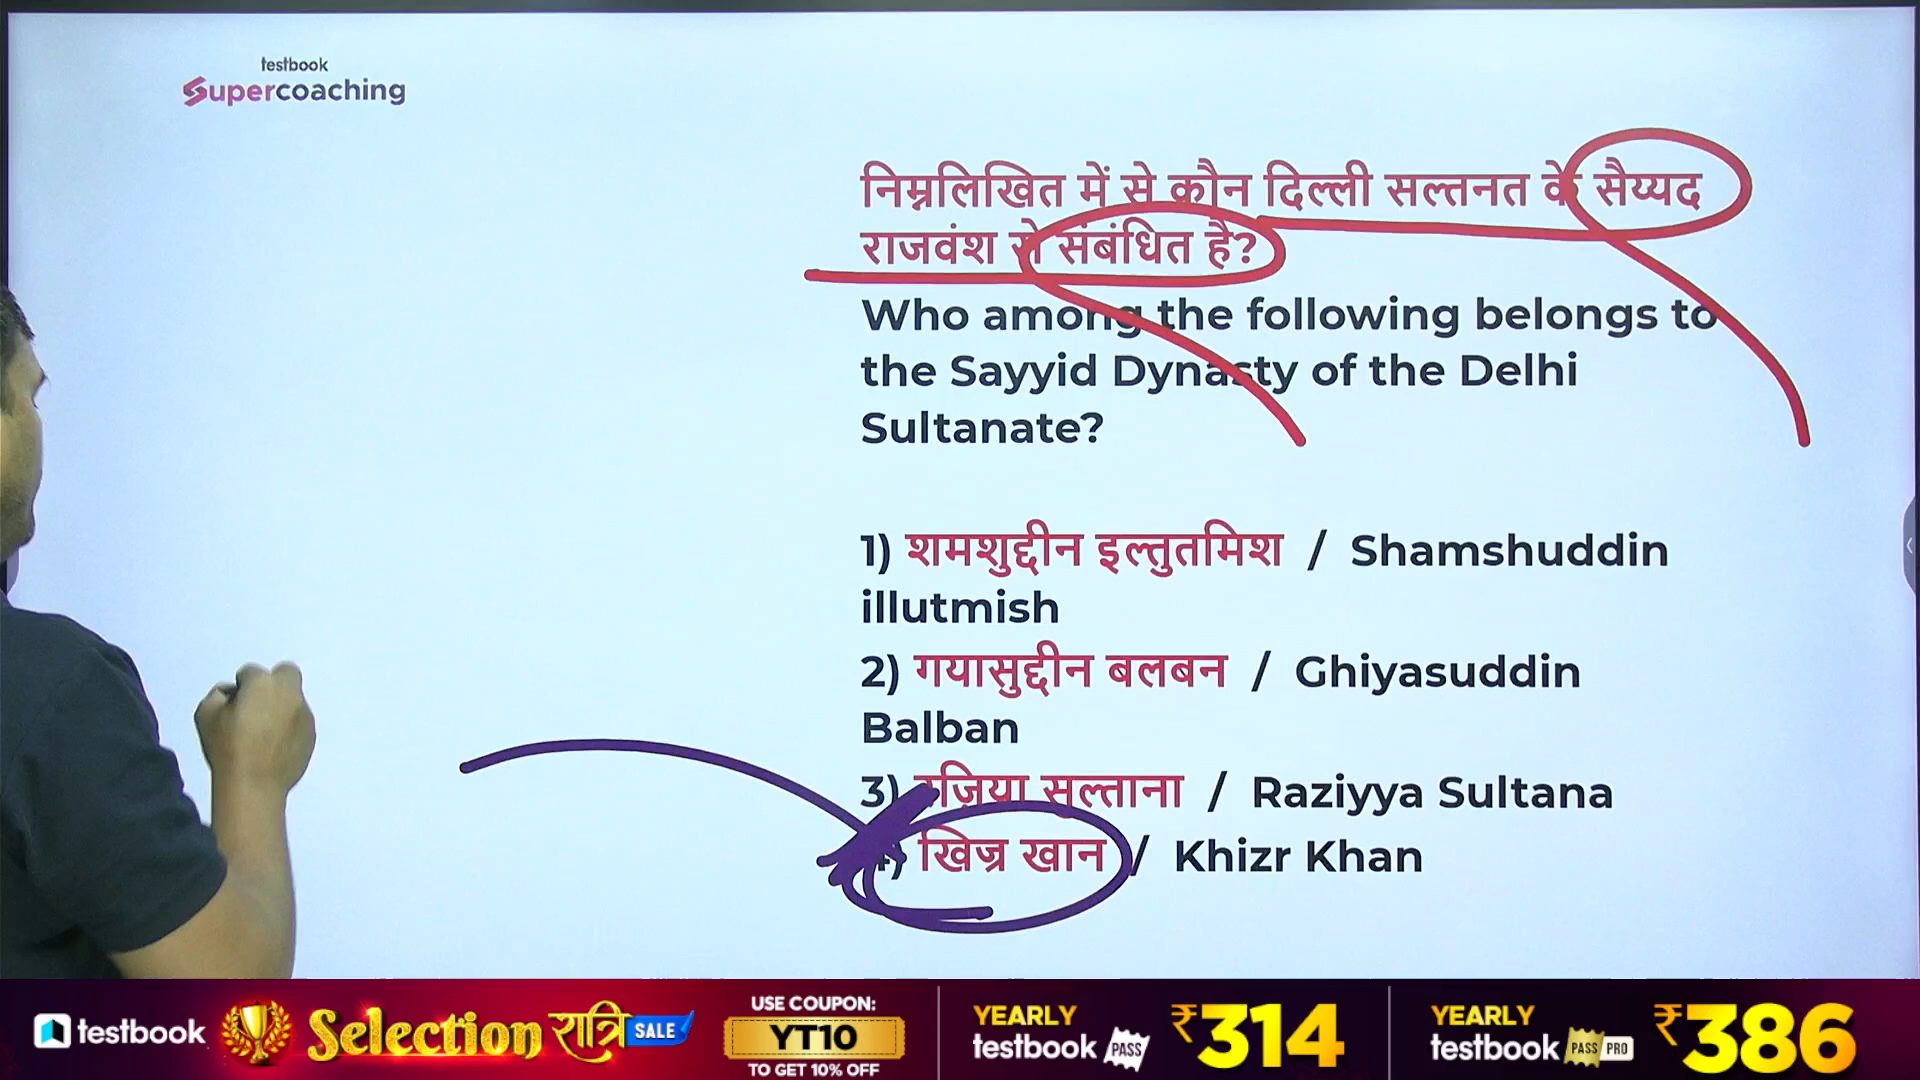 testbook
Supercoaching
निम्नलिखित में से कौन दिल्ली सल्तनत के सैय्यद
राजवंश से संबंधित है?
Who among the following belongs to
the Sayyid Dynasty of the Delhi
Sultanate?
1) शमशुद्दीन इल्तुतमिश / Shamshuddin
illutmish
2) गयासुद्दीन बलबन / Ghiyasuddin
Balban
3) रज़िया सुल्ताना / Raziyya Sultana
4) खिज्र खान / Khizr Khan
testbook Selection रात्रि SALE
USE COUPON:
YT10
TO GET 10% OFF
YEARLY
testbook PASS
₹314
YEARLY
testbook PASS PRO
₹386